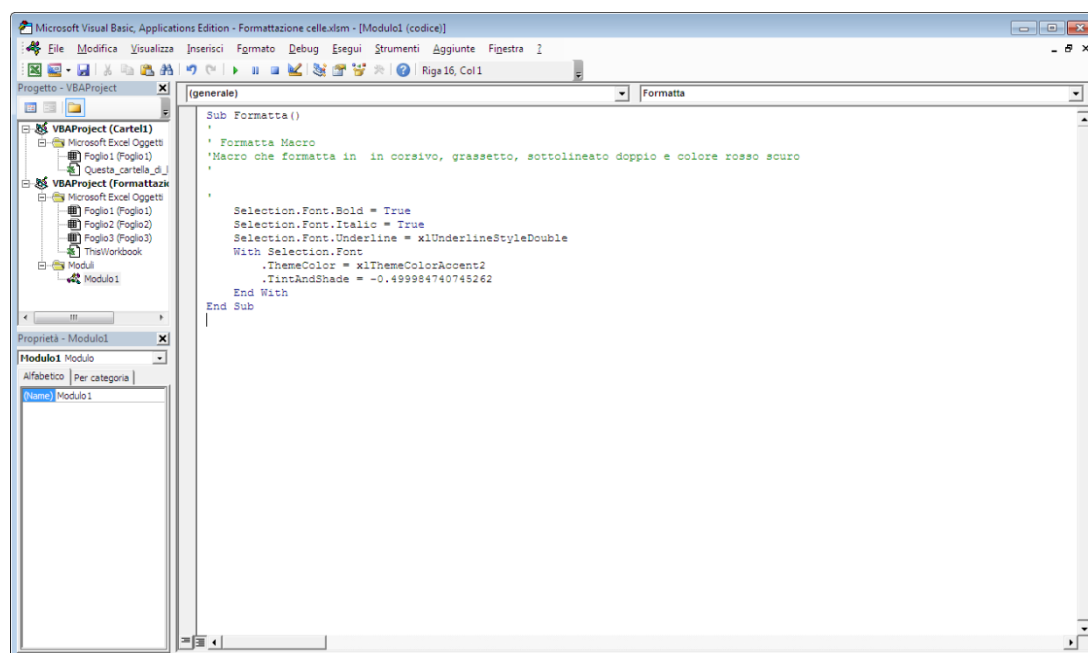 Microsoft Visual Basic, Applications Edition - Formattazione celle.xlsm - [Modulo1 (codice)]
File Modifica Visualizza Inserisci Formato Debug Esegui Strumenti Aggiunte Finestra ?
Riga 16, Col 1
Progetto - VBAProject
VBAProject (Cartel1)
Microsoft Excel Oggetti
Foglio1 (Foglio1)
Questa_cartella_di_l
VBAProject (Formattazio
Microsoft Excel Oggetti
Foglio1 (Foglio1)
Foglio2 (Foglio2)
Foglio3 (Foglio3)
ThisWorkbook
Moduli
Modulo1
Proprietà - Modulo1
Modulo1 Modulo
Alfabetico Per categoria
(Name) Modulo1
(generale) Formatta
Sub Formatta()
'
' Formatta Macro
'Macro che formatta in  in corsivo, grassetto, sottolineato doppio e colore rosso scuro
'
'
Selection.Font.Bold = True
Selection.Font.Italic = True
Selection.Font.Underline = xlUnderlineStyleDouble
With Selection.Font
.ThemeColor = xlThemeColorAccent2
.TintAndShade = -0.499984740745262
End With
End Sub